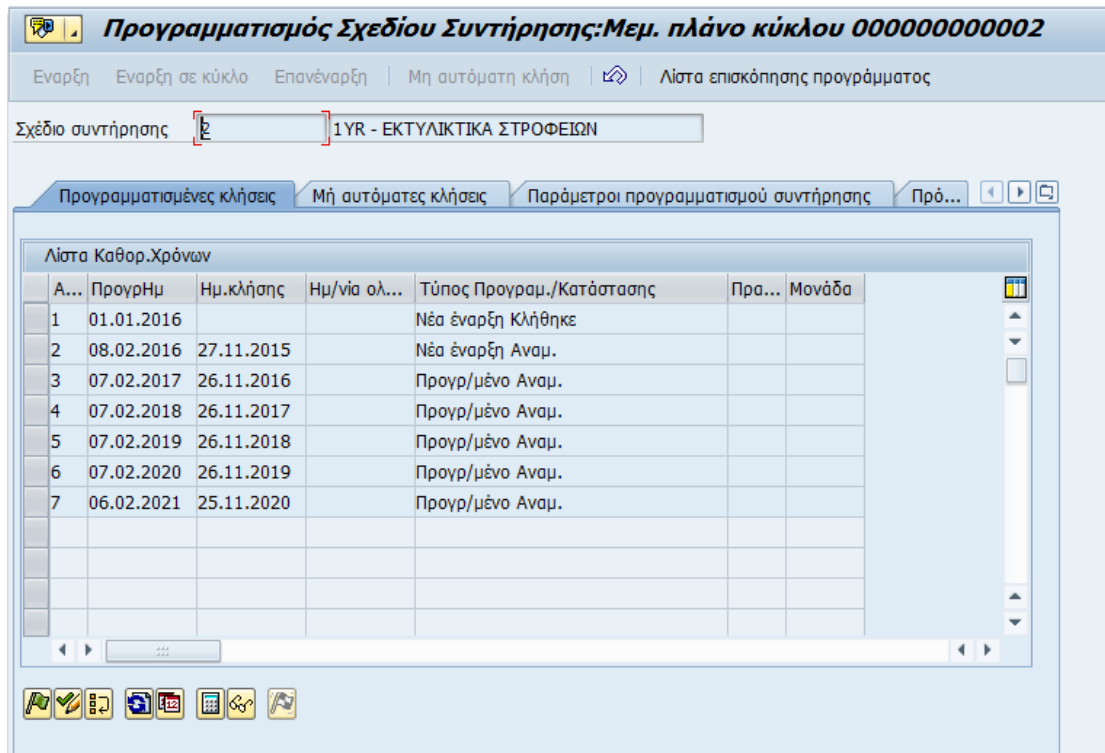 Προγραμματισμός Σχεδίου Συντήρησης:Μεμ. πλάνο κύκλου 000000000002
Εναρξη Εναρξη σε κύκλο Επανέναρξη Μη αυτόματη κλήση Λίστα επισκόπησης προγράμματος
Σχέδιο συντήρησης 2 1YR - ΕΚΤΥΛΙΚΤΙΚΑ ΣΤΡΟΦΕΙΩΝ
Προγραμματισμένες κλήσεις Μή αυτόματες κλήσεις Παράμετροι προγραμματισμού συντήρησης Πρό...
Λίστα Καθορ.Χρόνων
Α... ΠρογρΗμ Ημ.κλήσης Ημ/νία ολ... Τύπος Προγραμ./Κατάστασης Πρα... Μονάδα
1 01.01.2016 Νέα έναρξη Κλήθηκε
2 08.02.2016 27.11.2015 Νέα έναρξη Αναμ.
3 07.02.2017 26.11.2016 Προγρ/μένο Αναμ.
4 07.02.2018 26.11.2017 Προγρ/μένο Αναμ.
5 07.02.2019 26.11.2018 Προγρ/μένο Αναμ.
6 07.02.2020 26.11.2019 Προγρ/μένο Αναμ.
7 06.02.2021 25.11.2020 Προγρ/μένο Αναμ.